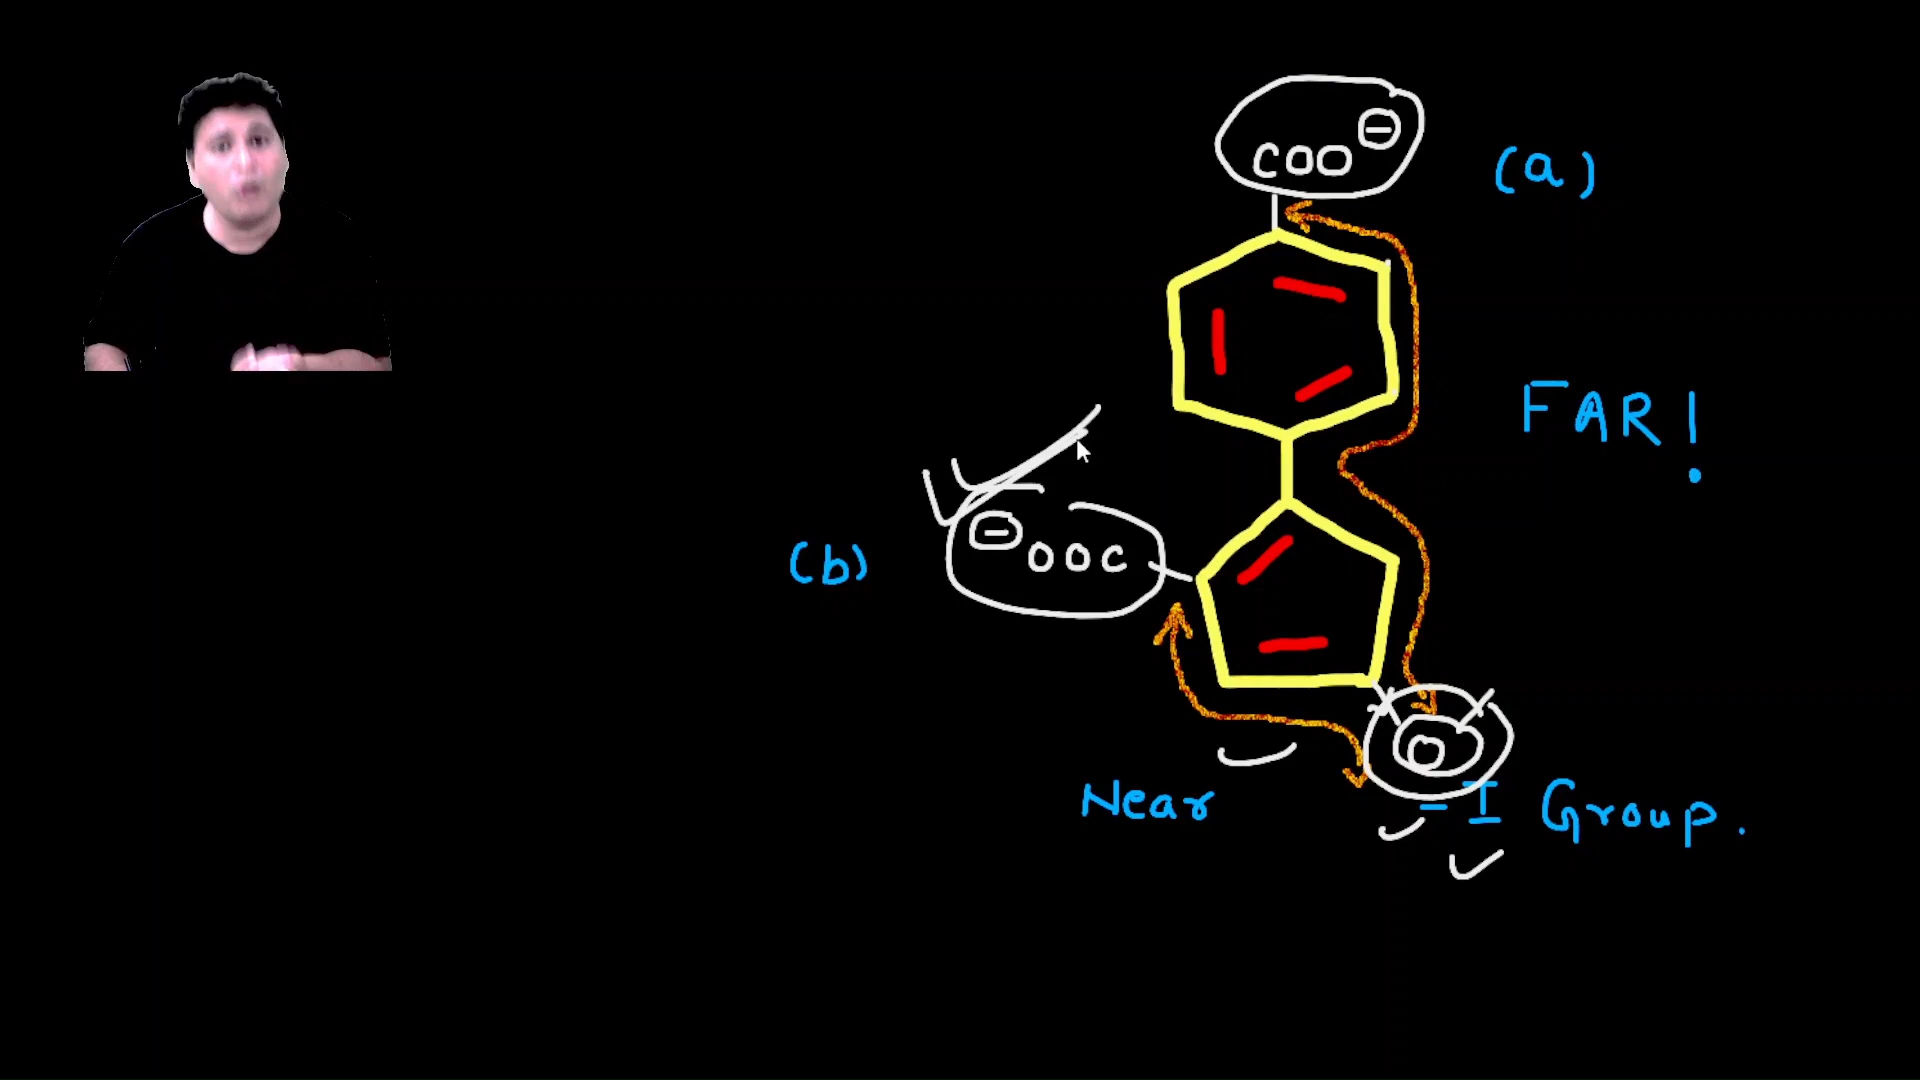 COO⊖
(a)
FAR!
(b)
⊖OOC
O
Near
-I Group.